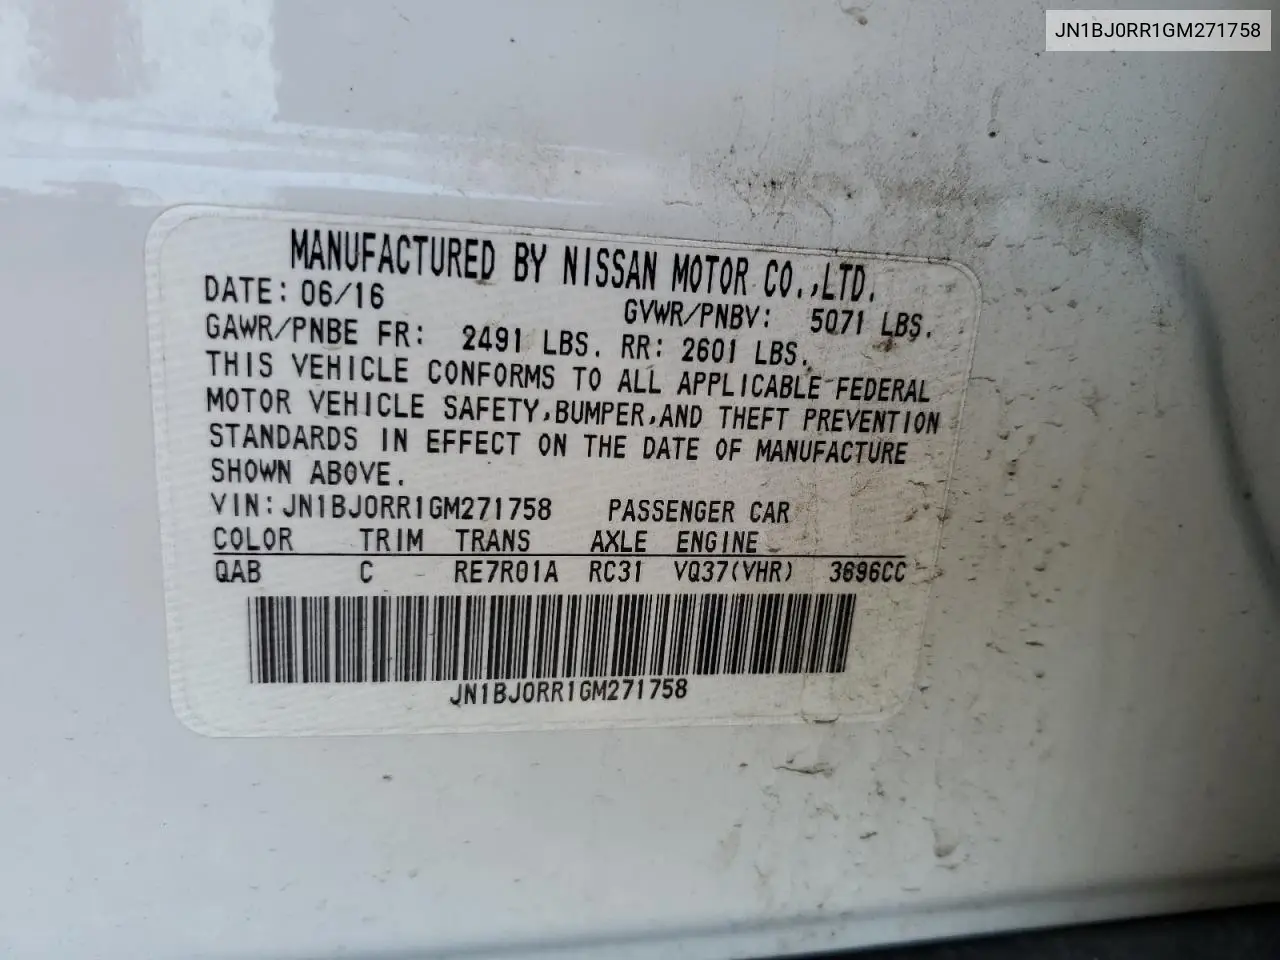 JN1BJ0RR1GM271758
MANUFACTURED BY NISSAN MOTOR CO.,LTD.
DATE: 06/16 GVWR/PNBV: 5071 LBS.
GAWR/PNBE FR: 2491 LBS. RR: 2601 LBS.
THIS VEHICLE CONFORMS TO ALL APPLICABLE FEDERAL
MOTOR VEHICLE SAFETY,BUMPER,AND THEFT PREVENTION
STANDARDS IN EFFECT ON THE DATE OF MANUFACTURE
SHOWN ABOVE.
VIN: JN1BJ0RR1GM271758 PASSENGER CAR
COLOR TRIM TRANS AXLE ENGINE
QAB C RE7R01A RC31 VQ37(VHR) 3696CC
JN1BJ0RR1GM271758